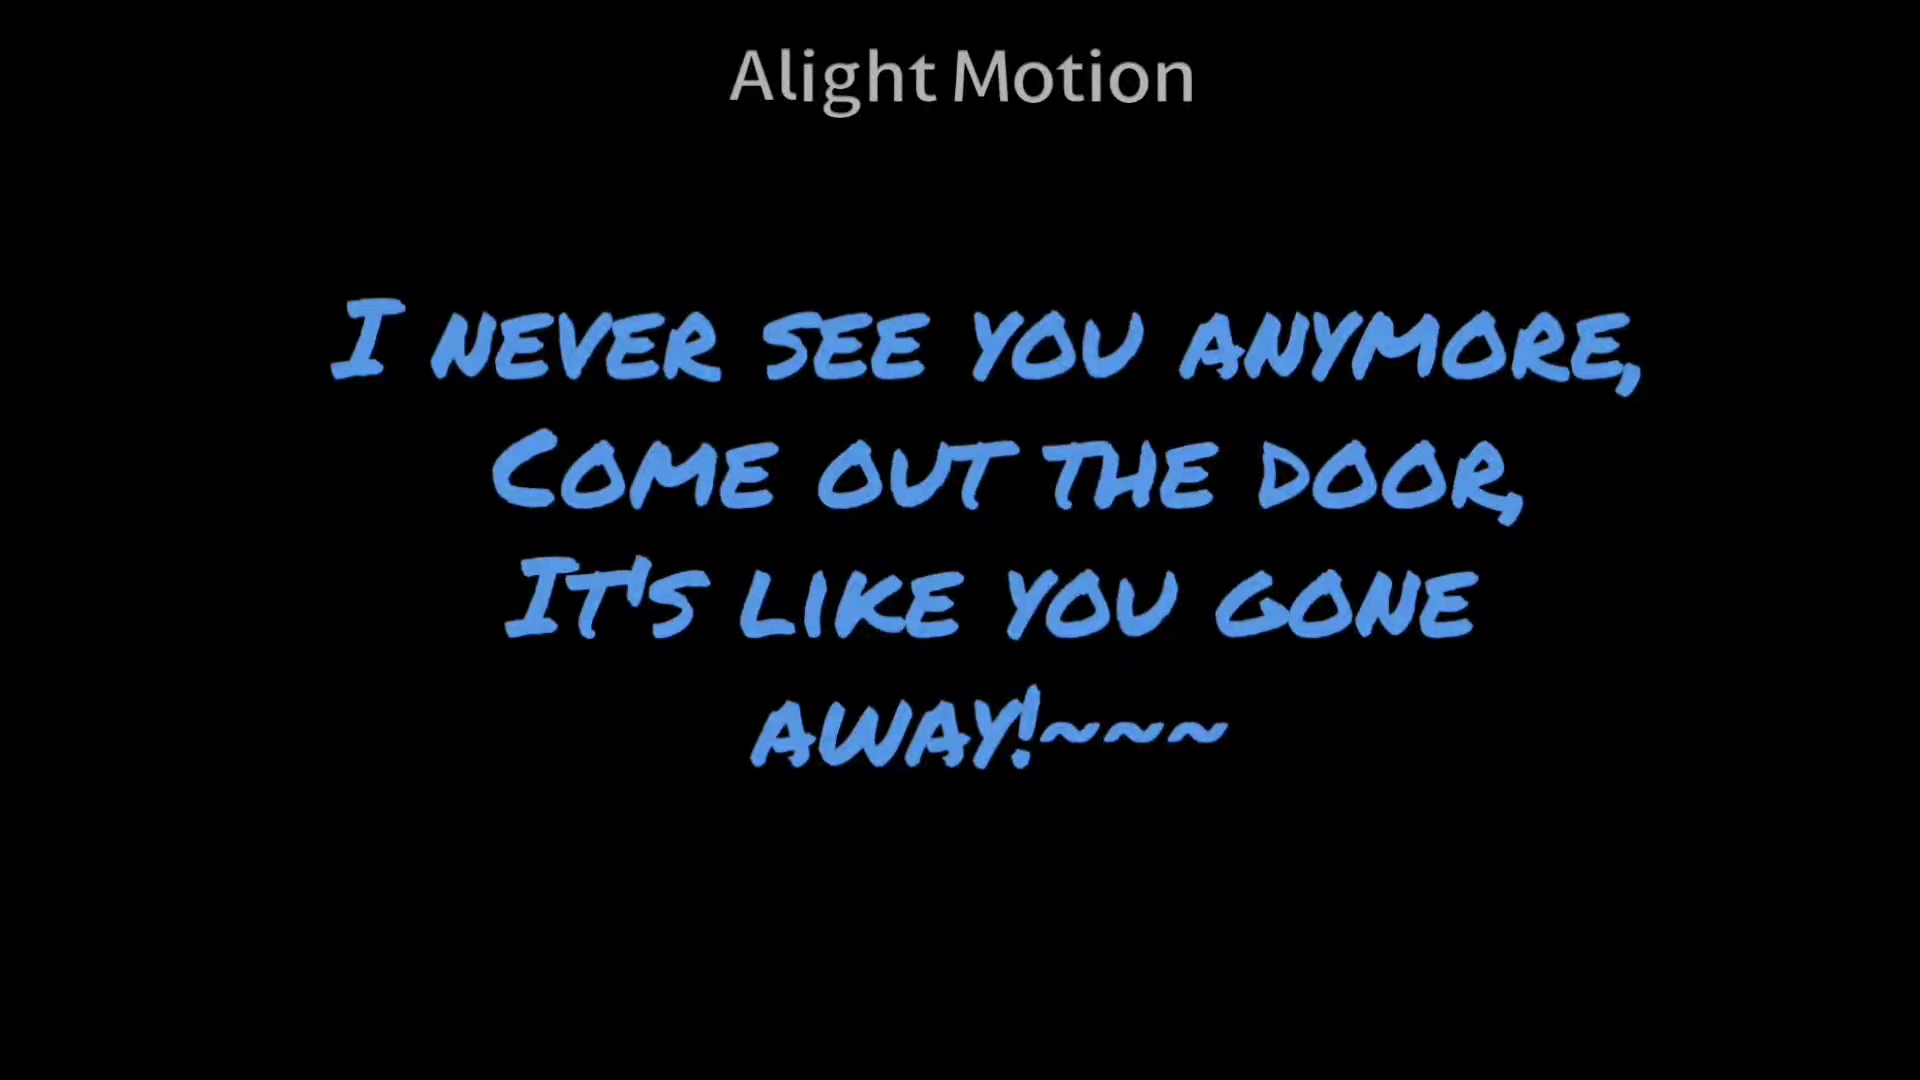 Alight Motion
I never see you anymore,
Come out the door,
It's like you gone
away!~~~